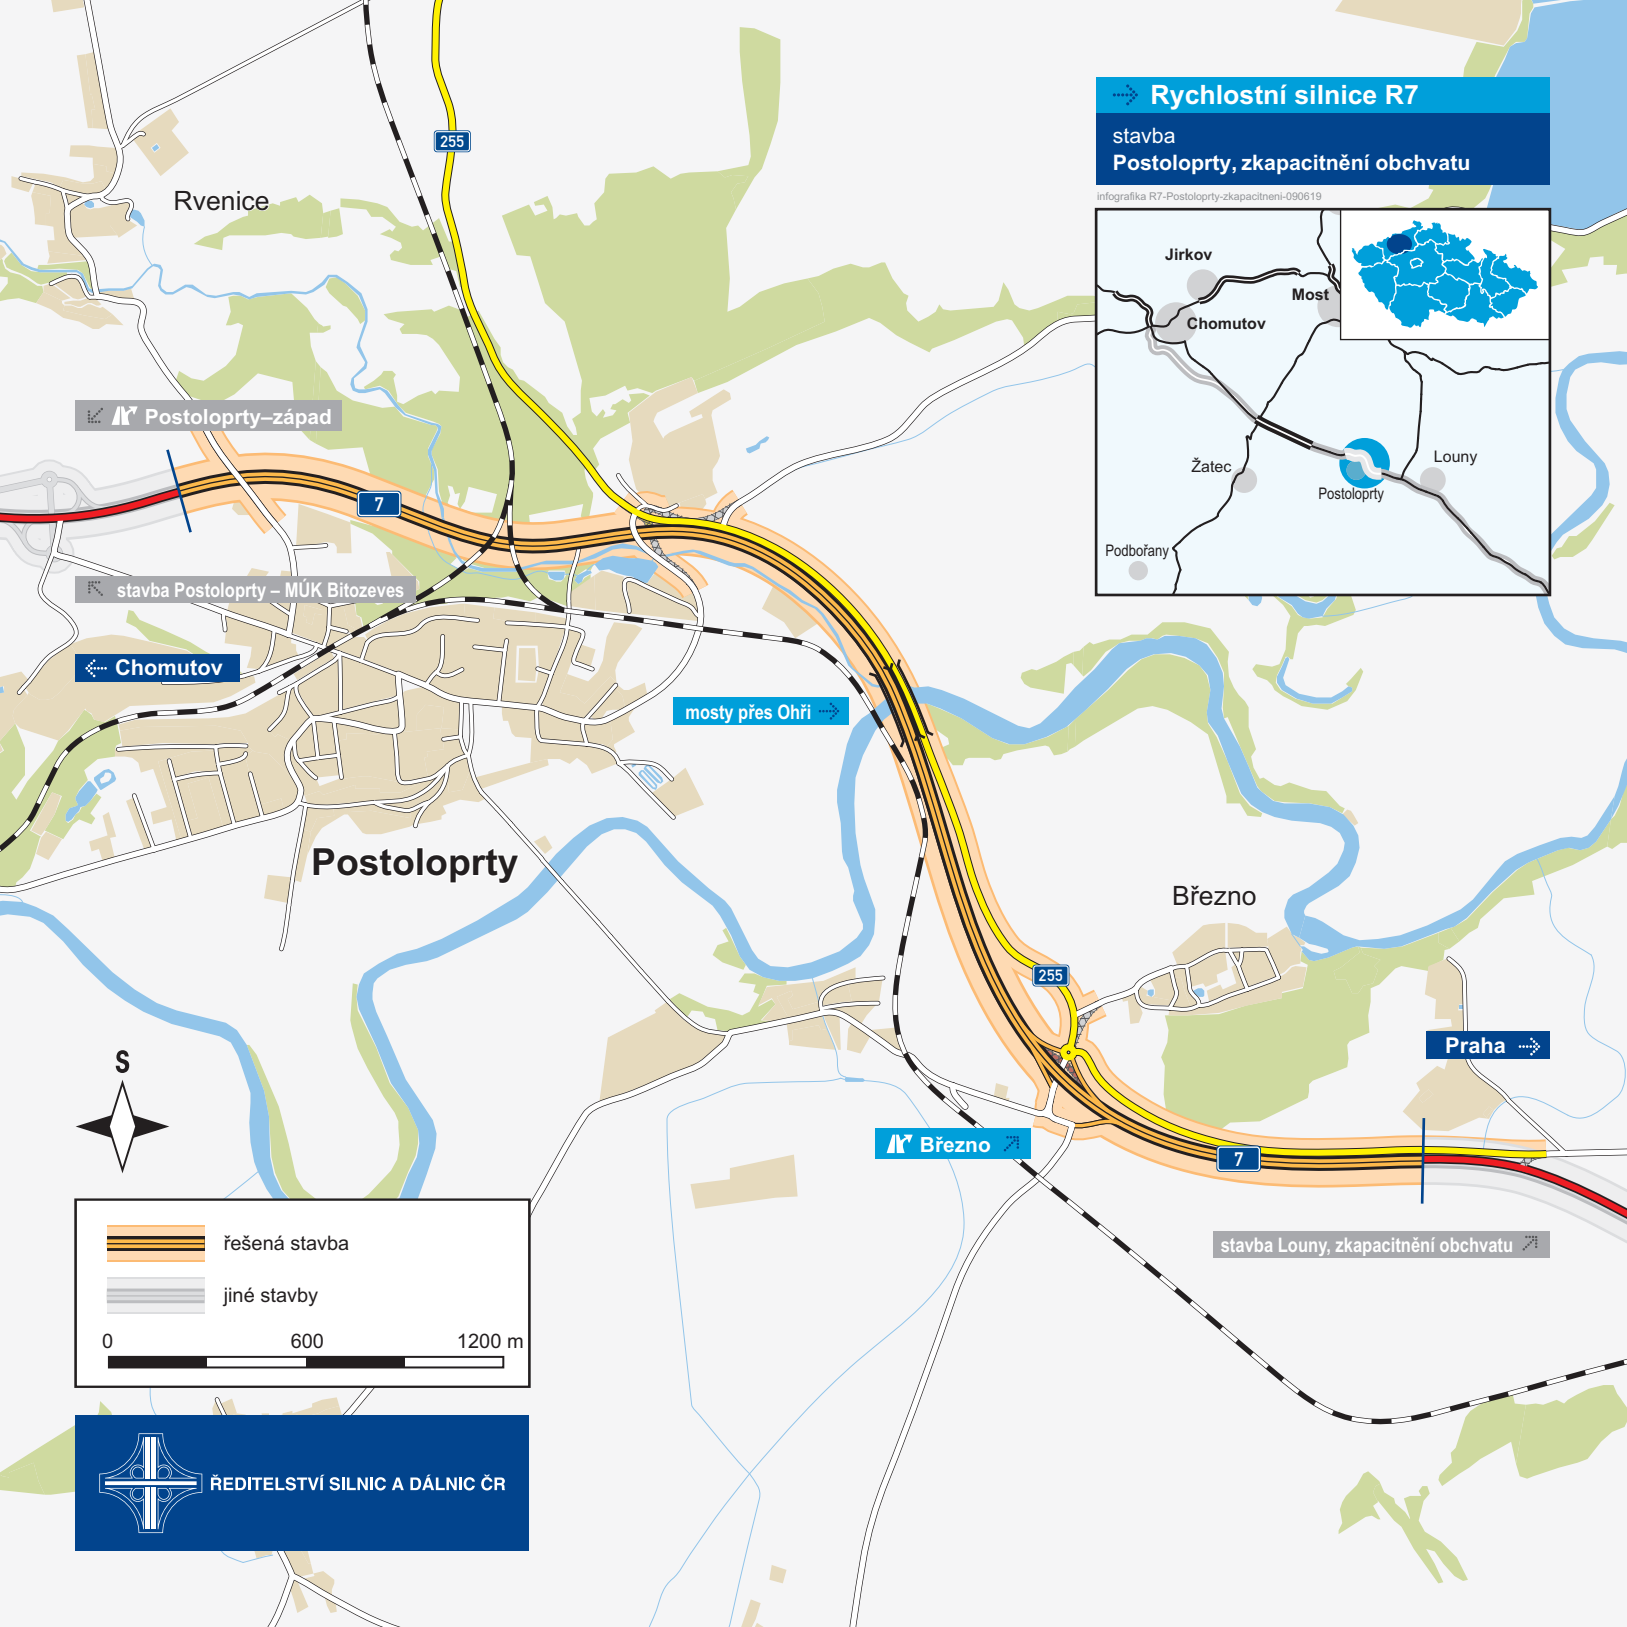 Rychlostní silnice R7
stavba
Postoloprty, zkapacitnění obchvatu
infografika R7-Postoloprty-zkapacitneni-090619
Jirkov
Most
Chomutov
Žatec
Louny
Postoloprty
Podbořany
255
Rvenice
Postoloprty–západ
7
stavba Postoloprty – MÚK Bitozeves
Chomutov
mosty přes Ohři
Postoloprty
Březno
255
Praha
S
Březno
7
stavba Louny, zkapacitnění obchvatu
řešená stavba
jiné stavby
0 600 1200 m
ŘEDITELSTVÍ SILNIC A DÁLNIC ČR